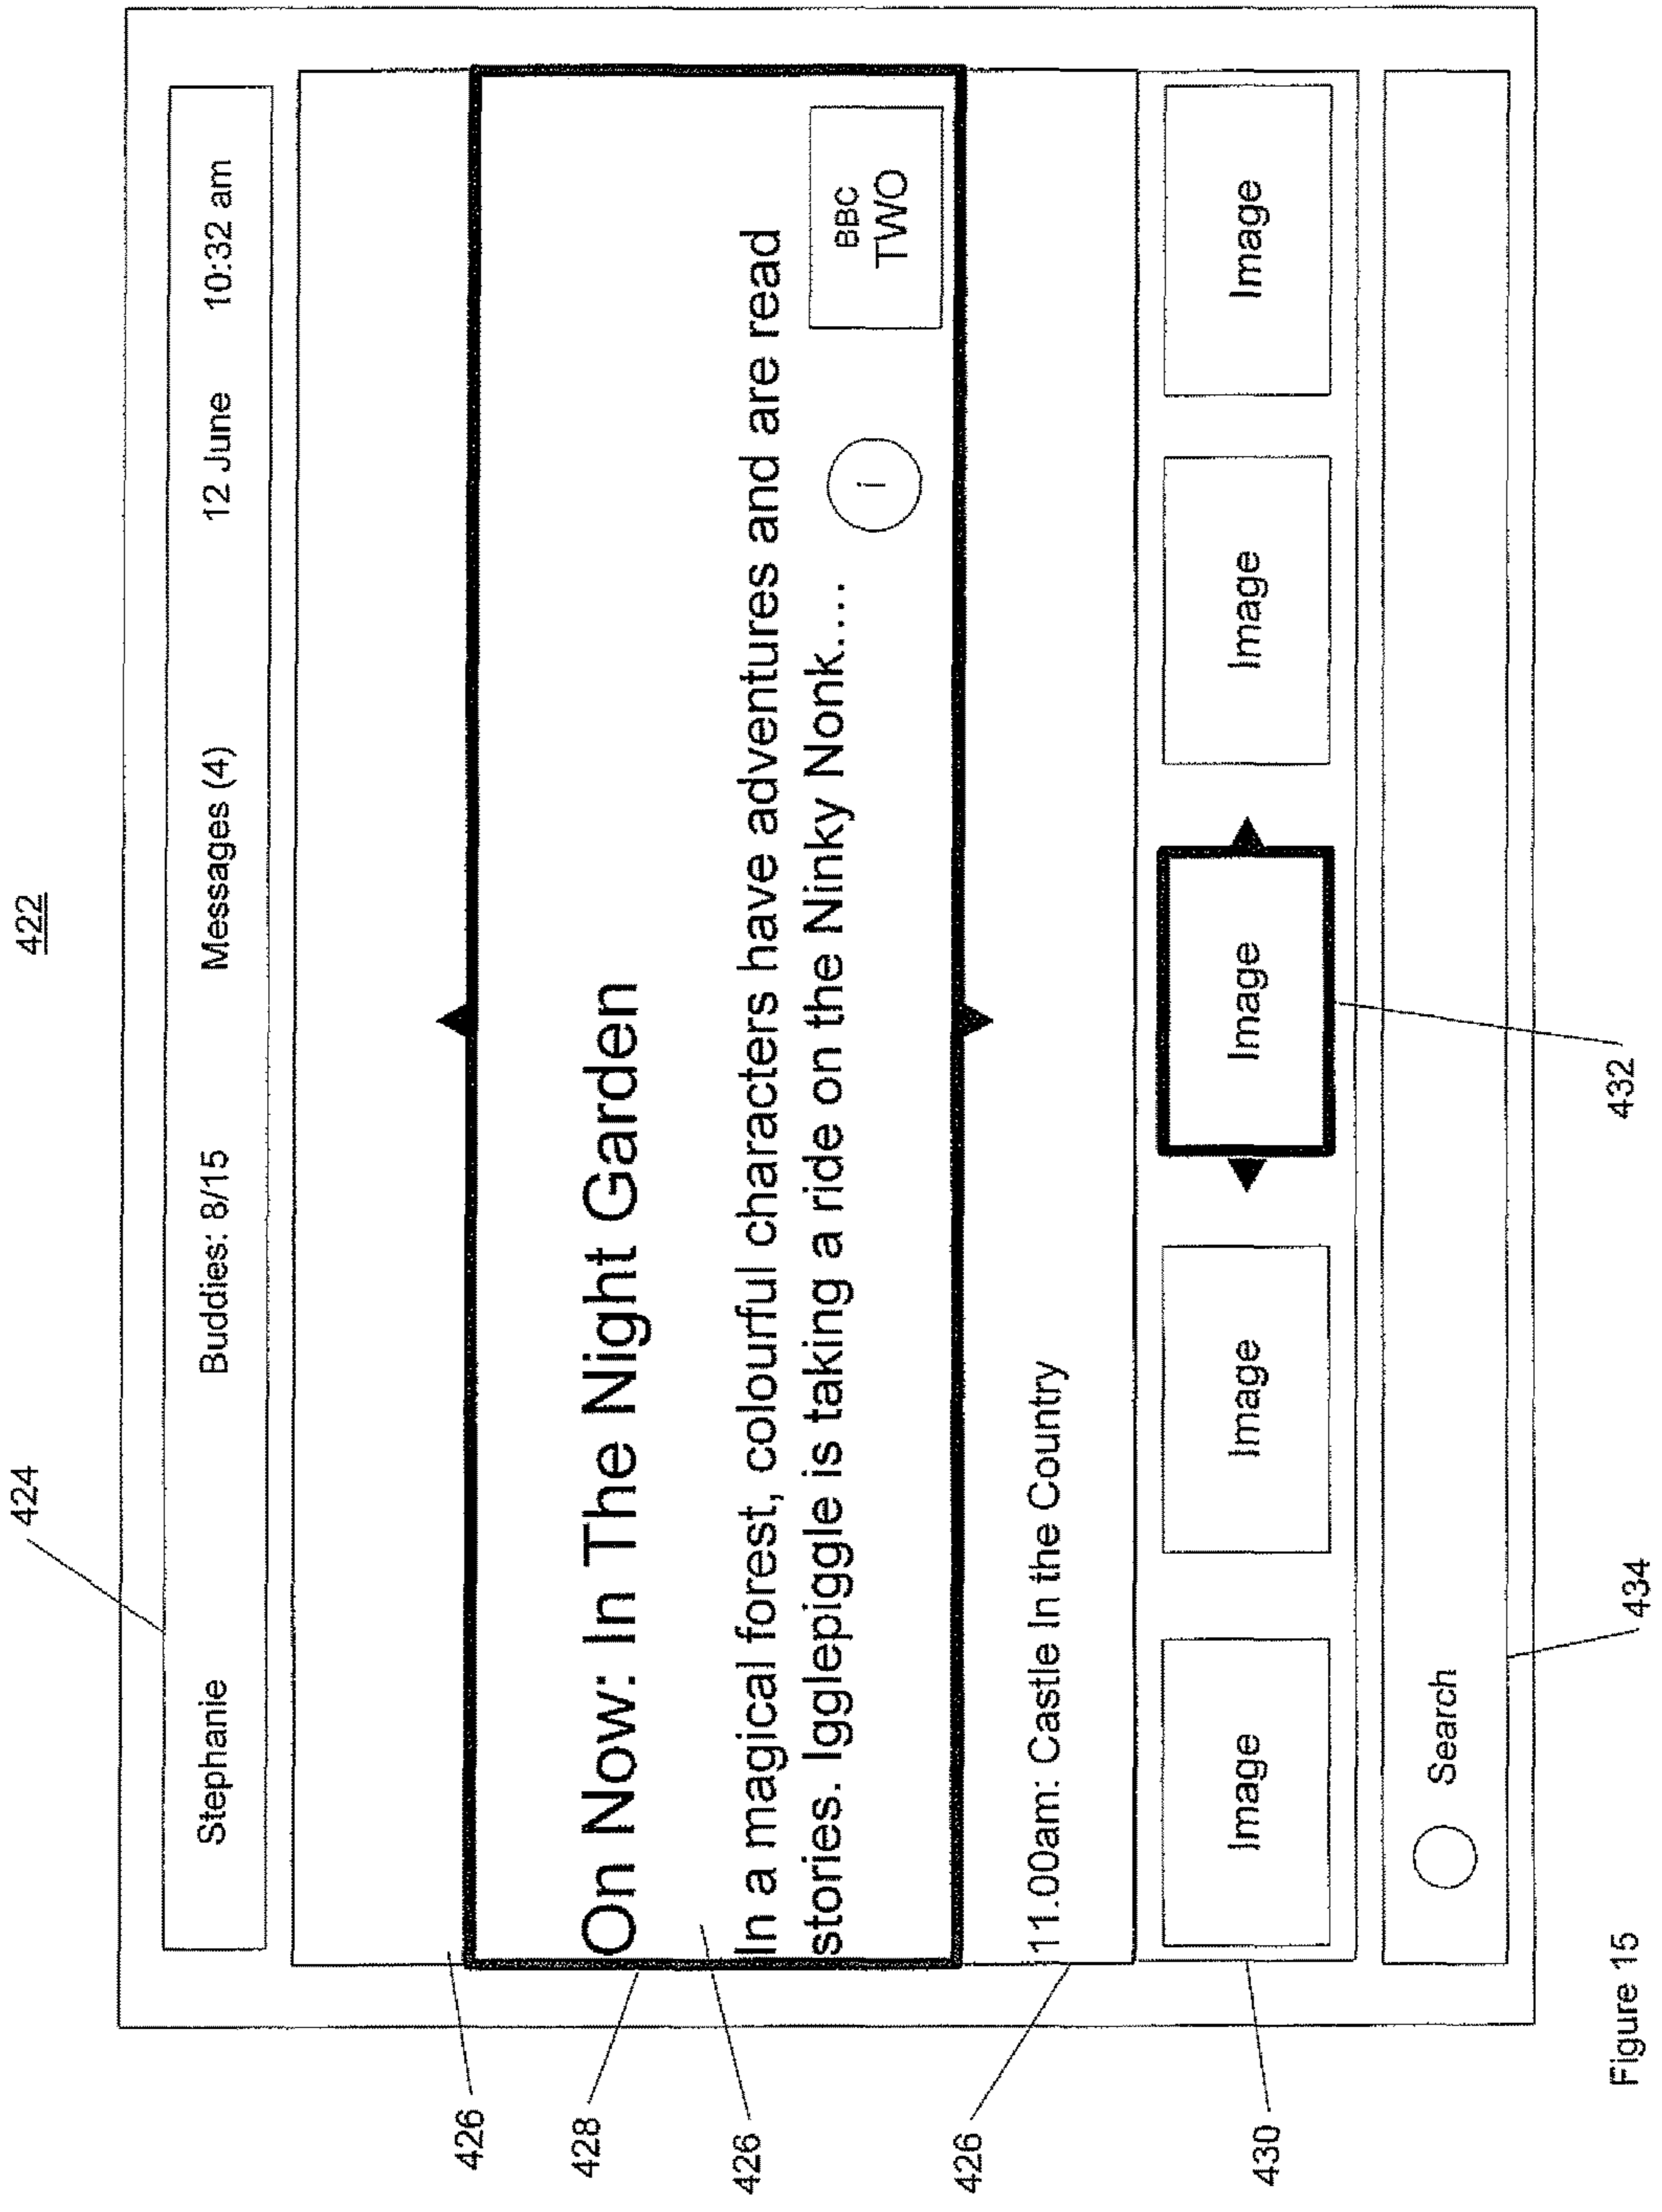 422
424
Stephanie Buddies: 8/15 Messages (4) 12 June 10:32 am
426
428
On Now: In The Night Garden
426
In a magical forest, colourful characters have adventures and are read
stories. Igglepiggle is taking a ride on the Ninky Nonk....
i
BBC
TWO
426
11.00am: Castle In the Country
430
Image Image Image Image Image
Search
434
432
Figure 15